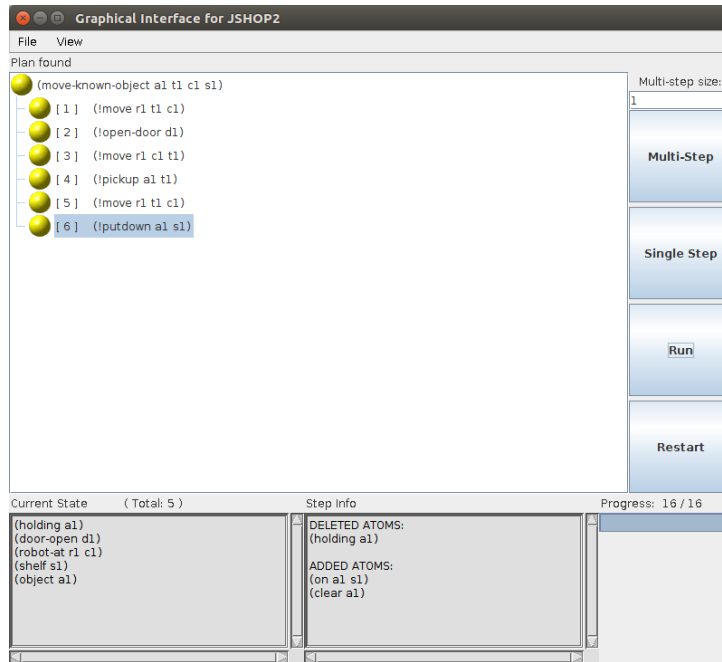 Graphical Interface for JSHOP2
File View
Plan found
(move-known-object a1 t1 c1 s1)
[ 1 ] (!move r1 t1 c1)
[ 2 ] (!open-door d1)
[ 3 ] (!move r1 c1 t1)
[ 4 ] (!pickup a1 t1)
[ 5 ] (!move r1 t1 c1)
[ 6 ] (!putdown a1 s1)
Multi-step size:
1
Multi-Step
Single Step
Run
Restart
Current State ( Total: 5 )
(holding a1)
(door-open d1)
(robot-at r1 c1)
(shelf s1)
(object a1)
Step Info
DELETED ATOMS:
(holding a1)
ADDED ATOMS:
(on a1 s1)
(clear a1)
Progress: 16 / 16